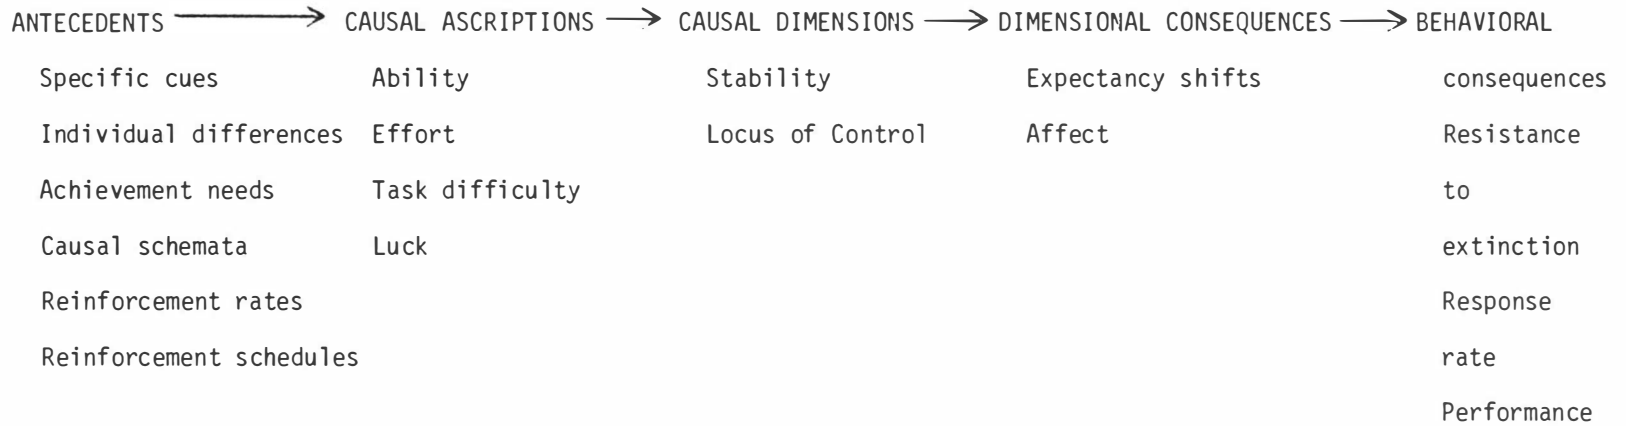 ANTECEDENTS → CAUSAL ASCRIPTIONS → CAUSAL DIMENSIONS → DIMENSIONAL CONSEQUENCES → BEHAVIORAL
Specific cues Ability Stability Expectancy shifts consequences
Individual differences Effort Locus of Control Affect Resistance
Achievement needs Task difficulty to
Causal schemata Luck extinction
Reinforcement rates Response
Reinforcement schedules rate
Performance